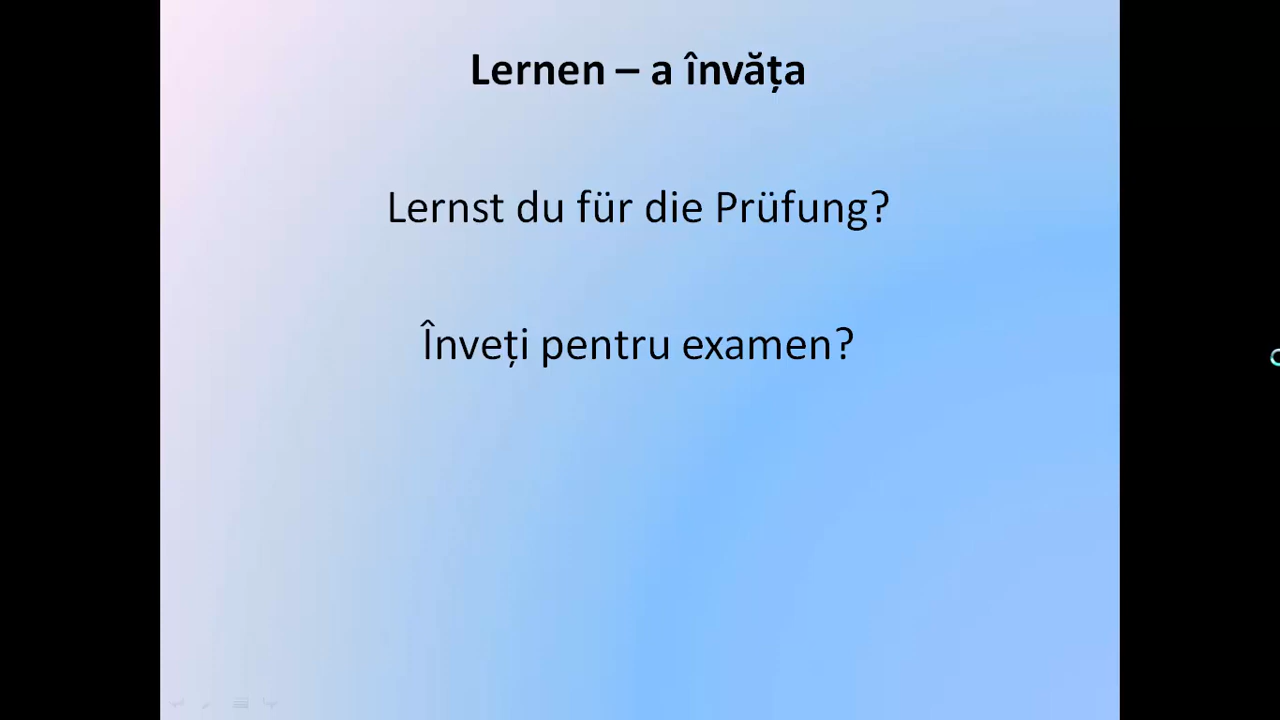 Lernen – a învăța
Lernst du für die Prüfung?
Înveți pentru examen?